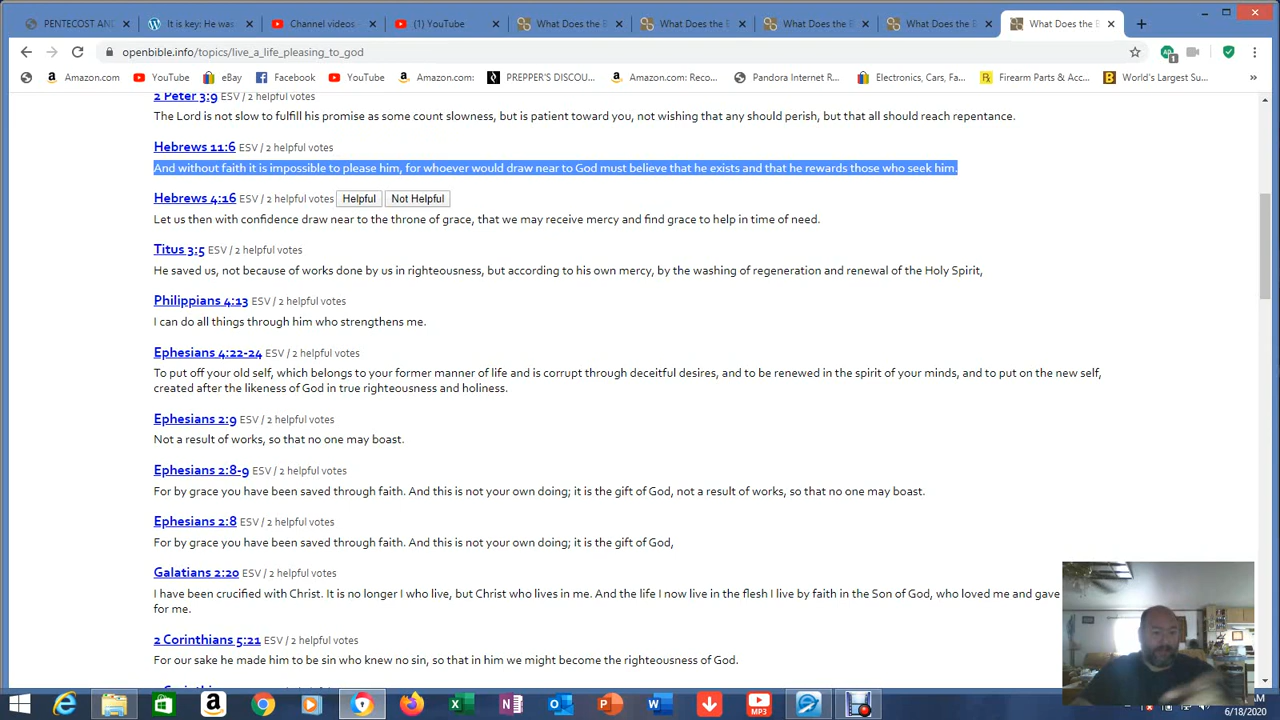 PENTECOST AN
It is key: He was
Channel videos -
(1) YouTube
What Does the B
What Does the B
What Does the B
What Does the B
What Does the B
openbible.info/topics/live_a_life_pleasing_to_god
Amazon.com
YouTube
eBay
Facebook
YouTube
Amazon.com:
PREPPER'S DISCOU...
Amazon.com: Reco...
Pandora Internet R...
Electronics, Cars, Fa...
Firearm Parts & Acc...
World's Largest Su...
2 Peter 3:9 ESV / 2 helpful votes
The Lord is not slow to fulfill his promise as some count slowness, but is patient toward you, not wishing that any should perish, but that all should reach repentance.
Hebrews 11:6 ESV / 2 helpful votes
And without faith it is impossible to please him, for whoever would draw near to God must believe that he exists and that he rewards those who seek him.
Hebrews 4:16 ESV / 2 helpful votes Helpful Not Helpful
Let us then with confidence draw near to the throne of grace, that we may receive mercy and find grace to help in time of need.
Titus 3:5 ESV / 2 helpful votes
He saved us, not because of works done by us in righteousness, but according to his own mercy, by the washing of regeneration and renewal of the Holy Spirit,
Philippians 4:13 ESV / 2 helpful votes
I can do all things through him who strengthens me.
Ephesians 4:22-24 ESV / 2 helpful votes
To put off your old self, which belongs to your former manner of life and is corrupt through deceitful desires, and to be renewed in the spirit of your minds, and to put on the new self,
created after the likeness of God in true righteousness and holiness.
Ephesians 2:9 ESV / 2 helpful votes
Not a result of works, so that no one may boast.
Ephesians 2:8-9 ESV / 2 helpful votes
For by grace you have been saved through faith. And this is not your own doing; it is the gift of God, not a result of works, so that no one may boast.
Ephesians 2:8 ESV / 2 helpful votes
For by grace you have been saved through faith. And this is not your own doing; it is the gift of God,
Galatians 2:20 ESV / 2 helpful votes
I have been crucified with Christ. It is no longer I who live, but Christ who lives in me. And the life I now live in the flesh I live by faith in the Son of God, who loved me and gave
for me.
2 Corinthians 5:21 ESV / 2 helpful votes
For our sake he made him to be sin who knew no sin, so that in him we might become the righteousness of God.
MP3
AM
6/18/2020